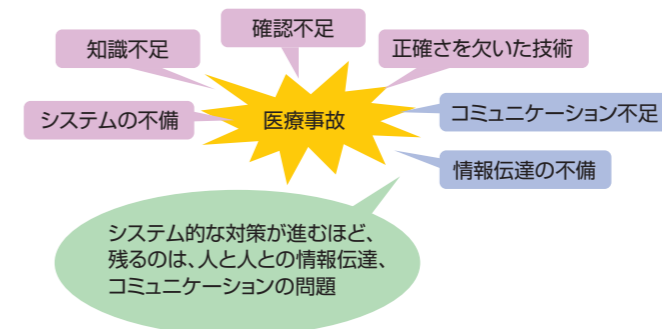 確認不足
知識不足
正確さを欠いた技術
システムの不備
医療事故
コミュニケーション不足
情報伝達の不備
システム的な対策が進むほど、
残るのは、人と人との情報伝達、
コミュニケーションの問題